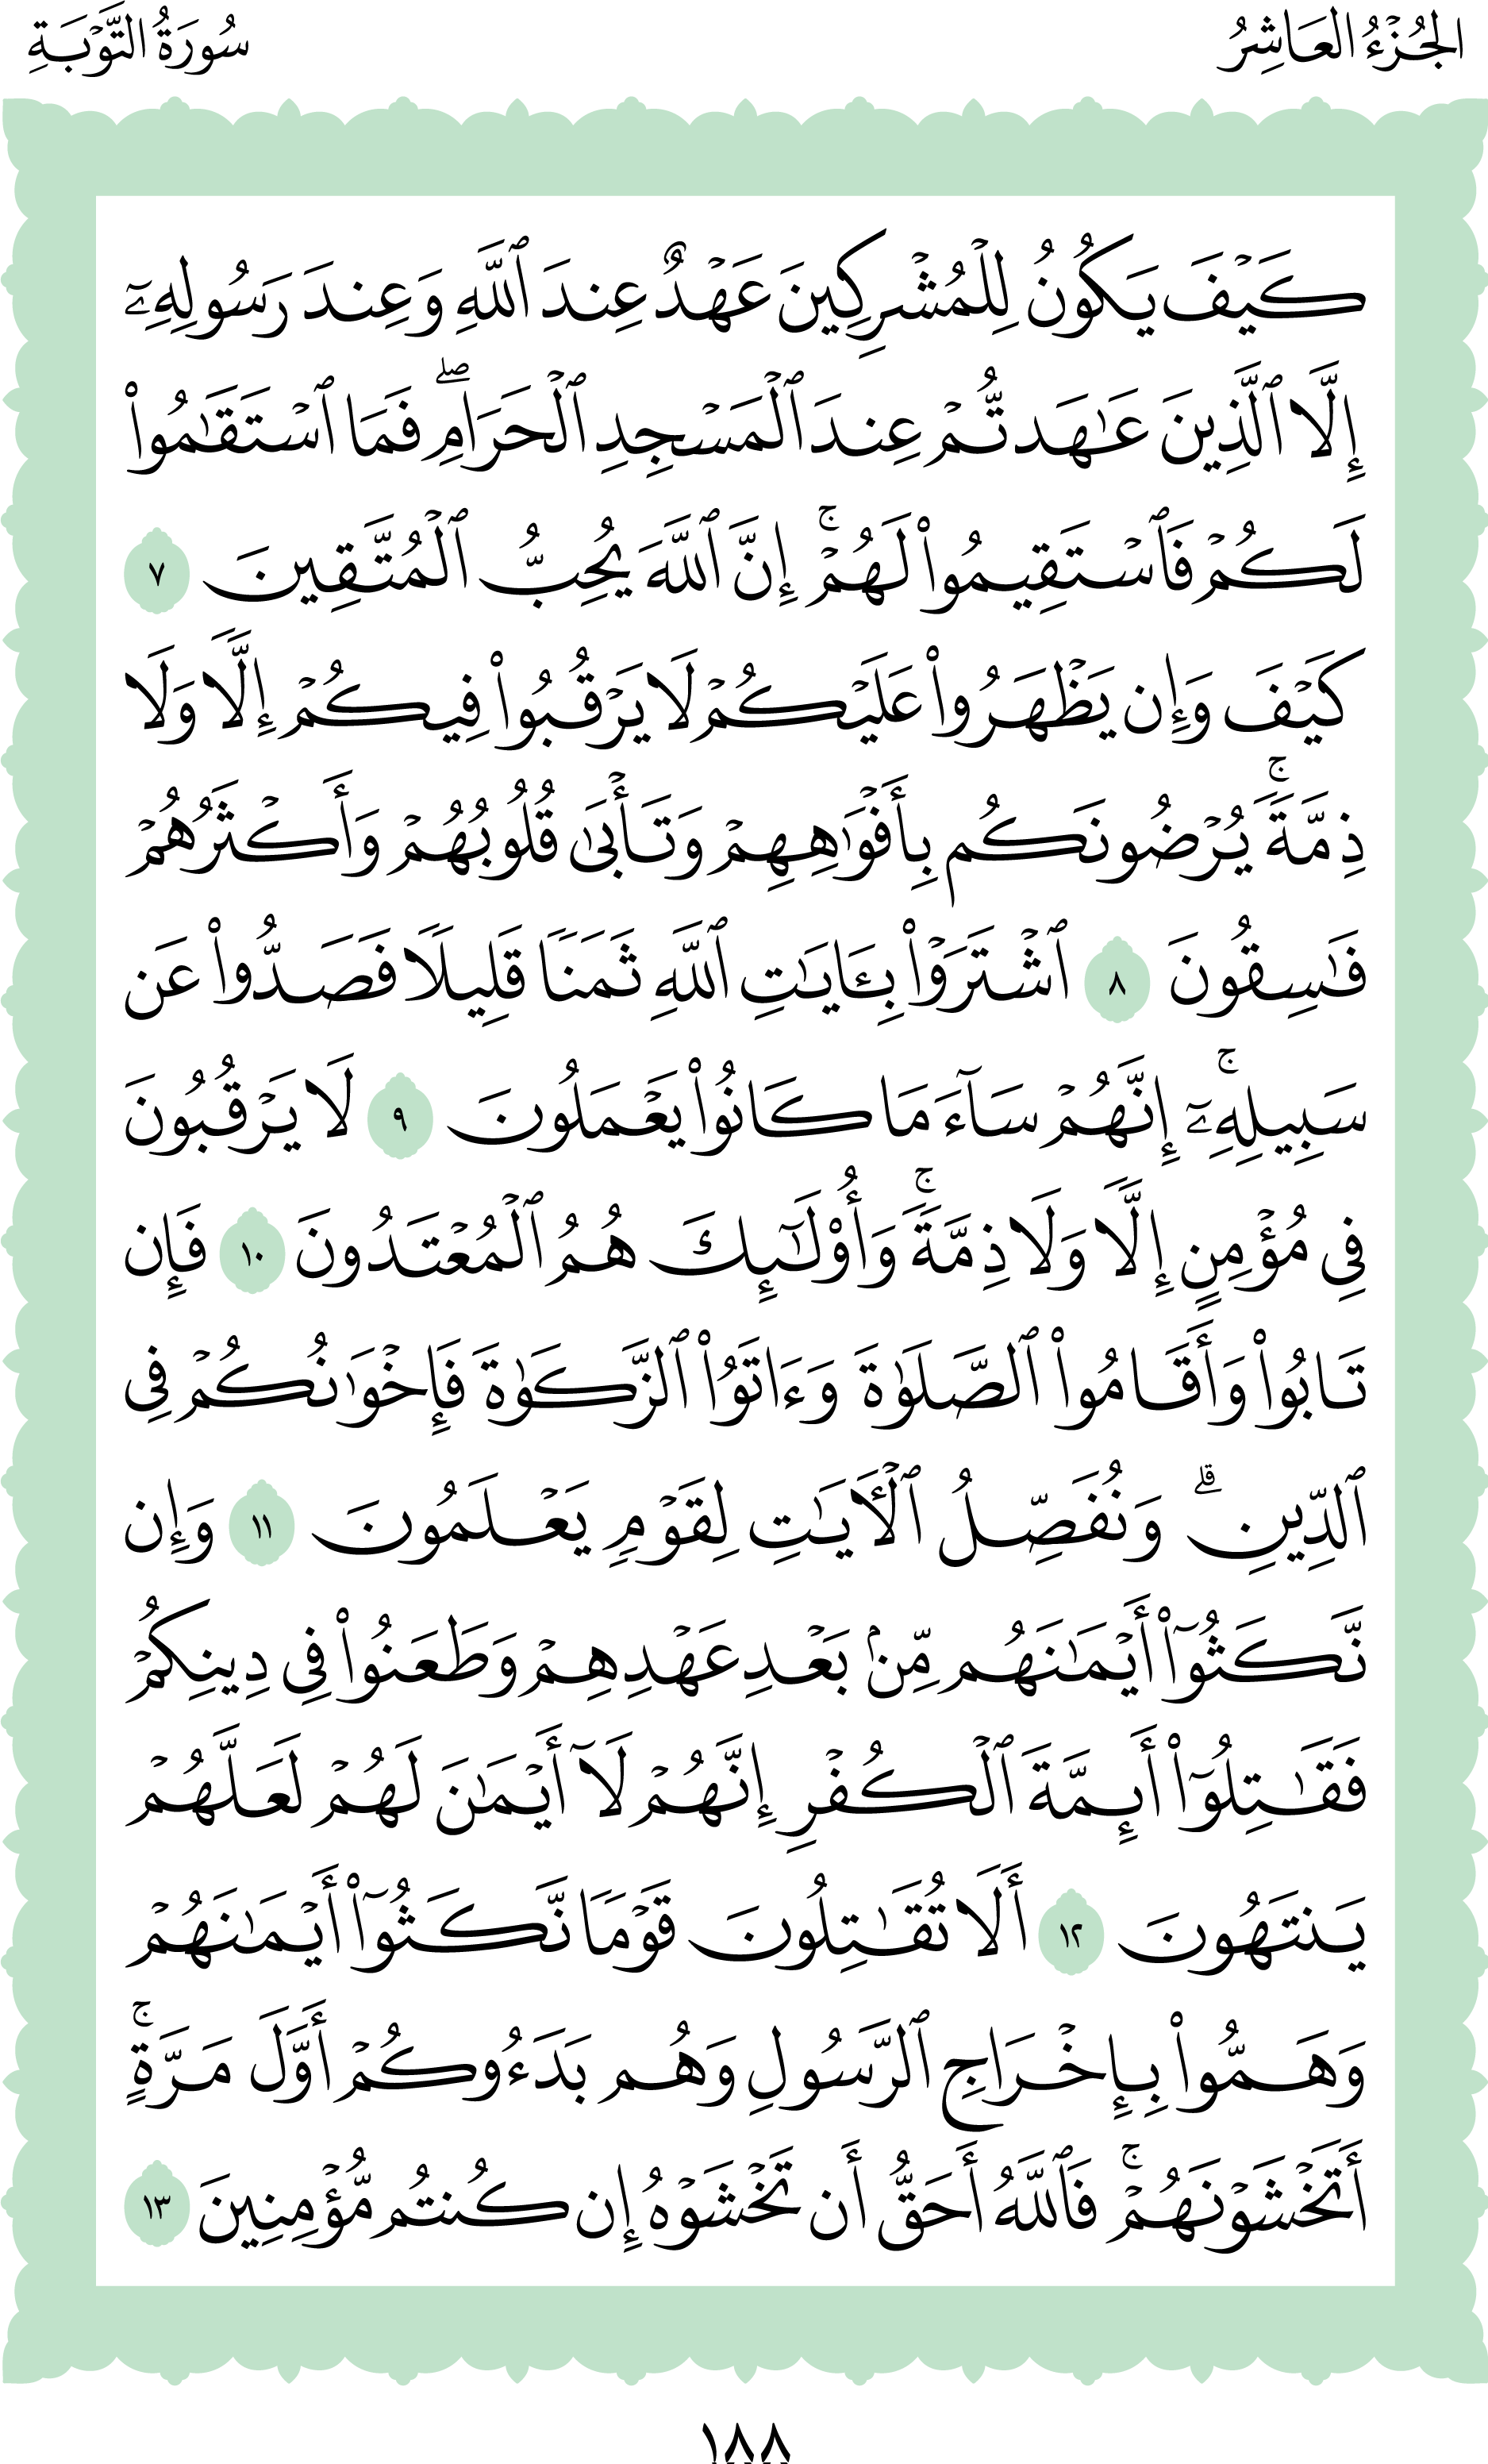 الجُزْءُ العَاشِرُ
سُورَةُ التَّوْبَةِ
كَيْفَ يَكُونُ لِلْمُشْرِكِينَ عَهْدٌ عِندَ ٱللَّهِ وَعِندَ رَسُولِهِۦٓ
إِلَّا ٱلَّذِينَ عَـٰهَدتُّمْ عِندَ ٱلْمَسْجِدِ ٱلْحَرَامِ ۖ فَمَا ٱسْتَقَـٰمُوا۟
لَكُمْ فَٱسْتَقِيمُوا۟ لَهُمْ ۚ إِنَّ ٱللَّهَ يُحِبُّ ٱلْمُتَّقِينَ ٧
كَيْفَ وَإِن يَظْهَرُوا۟ عَلَيْكُمْ لَا يَرْقُبُوا۟ فِيكُمْ إِلًّا وَلَا
ذِمَّةً ۚ يُرْضُونَكُم بِأَفْوَٰهِهِمْ وَتَأْبَىٰ قُلُوبُهُمْ وَأَكْثَرُهُمْ
فَـٰسِقُونَ ٨ ٱشْتَرَوْا۟ بِـَٔايَـٰتِ ٱللَّهِ ثَمَنًا قَلِيلًا فَصَدُّوا۟ عَن
سَبِيلِهِۦٓ ۚ إِنَّهُمْ سَآءَ مَا كَانُوا۟ يَعْمَلُونَ ٩ لَا يَرْقُبُونَ
فِى مُؤْمِنٍ إِلًّا وَلَا ذِمَّةً ۚ وَأُو۟لَـٰٓئِكَ هُمُ ٱلْمُعْتَدُونَ ١٠ فَإِن
تَابُوا۟ وَأَقَامُوا۟ ٱلصَّلَوٰةَ وَءَاتَوُا۟ ٱلزَّكَوٰةَ فَإِخْوَٰنُكُمْ فِى
ٱلدِّينِ ۗ وَنُفَصِّلُ ٱلْـَٔايَـٰتِ لِقَوْمٍ يَعْلَمُونَ ١١ وَإِن
نَّكَثُوٓا۟ أَيْمَـٰنَهُم مِّنۢ بَعْدِ عَهْدِهِمْ وَطَعَنُوا۟ فِى دِينِكُمْ
فَقَـٰتِلُوٓا۟ أَئِمَّةَ ٱلْكُفْرِ إِنَّهُمْ لَآ أَيْمَـٰنَ لَهُمْ لَعَلَّهُمْ
يَنتَهُونَ ١٢ أَلَا تُقَـٰتِلُونَ قَوْمًا نَّكَثُوٓا۟ أَيْمَـٰنَهُمْ
وَهَمُّوا۟ بِإِخْرَاجِ ٱلرَّسُولِ وَهُم بَدَءُوكُمْ أَوَّلَ مَرَّةٍ ۚ
أَتَخْشَوْنَهُمْ ۚ فَٱللَّهُ أَحَقُّ أَن تَخْشَوْهُ إِن كُنتُم مُّؤْمِنِينَ ١٣
١٨٨